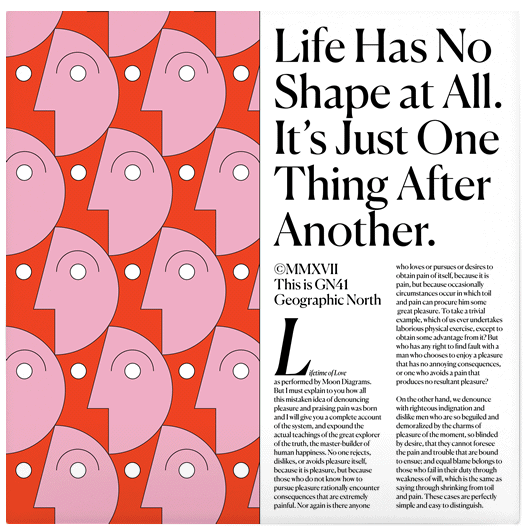 Life Has No
Shape at All.
It's Just One
Thing After
Another.
©MMXVII
This is GN41
Geographic North
Lifetime of Love
as performed by Moon Diagrams.
But I must explain to you how all
this mistaken idea of denouncing
pleasure and praising pain was born
and I will give you a complete account
of the system, and expound the
actual teachings of the great explorer
of the truth, the master-builder of
human happiness. No one rejects,
dislikes, or avoids pleasure itself,
because it is pleasure, but because
those who do not know how to
pursue pleasure rationally encounter
consequences that are extremely
painful. Nor again is there anyone
who loves or pursues or desires to
obtain pain of itself, because it is
pain, but because occasionally
circumstances occur in which toil
and pain can procure him some
great pleasure. To take a trivial
example, which of us ever undertakes
laborious physical exercise, except to
obtain some advantage from it? But
who has any right to find fault with a
man who chooses to enjoy a pleasure
that has no annoying consequences,
or one who avoids a pain that
produces no resultant pleasure?
On the other hand, we denounce
with righteous indignation and
dislike men who are so beguiled and
demoralized by the charms of
pleasure of the moment, so blinded
by desire, that they cannot foresee
the pain and trouble that are bound
to ensue; and equal blame belongs to
those who fail in their duty through
weakness of will, which is the same as
saying through shrinking from toil
and pain. These cases are perfectly
simple and easy to distinguish.